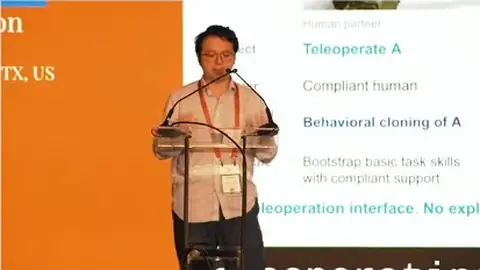 on
TX, US
Human partner
ect
Teleoperate A
Compliant human
Behavioral cloning of A
Bootstrap basic task skills
with compliant support
leoperation interface. No expl